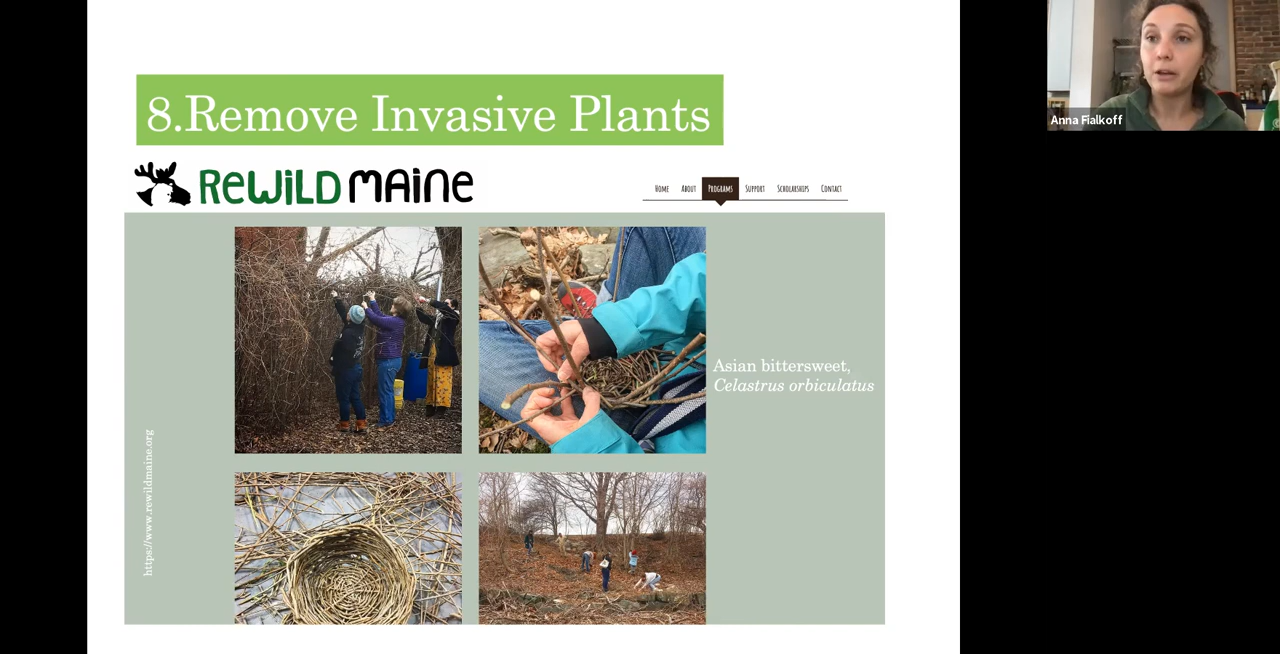 8.Remove Invasive Plants
Anna Fialkoff
REWILD MAINE
HOME ABOUT PROGRAMS SUPPORT SCHOLARSHIPS CONTACT
Asian bittersweet,
Celastrus orbiculatus
https://www.rewildmaine.org